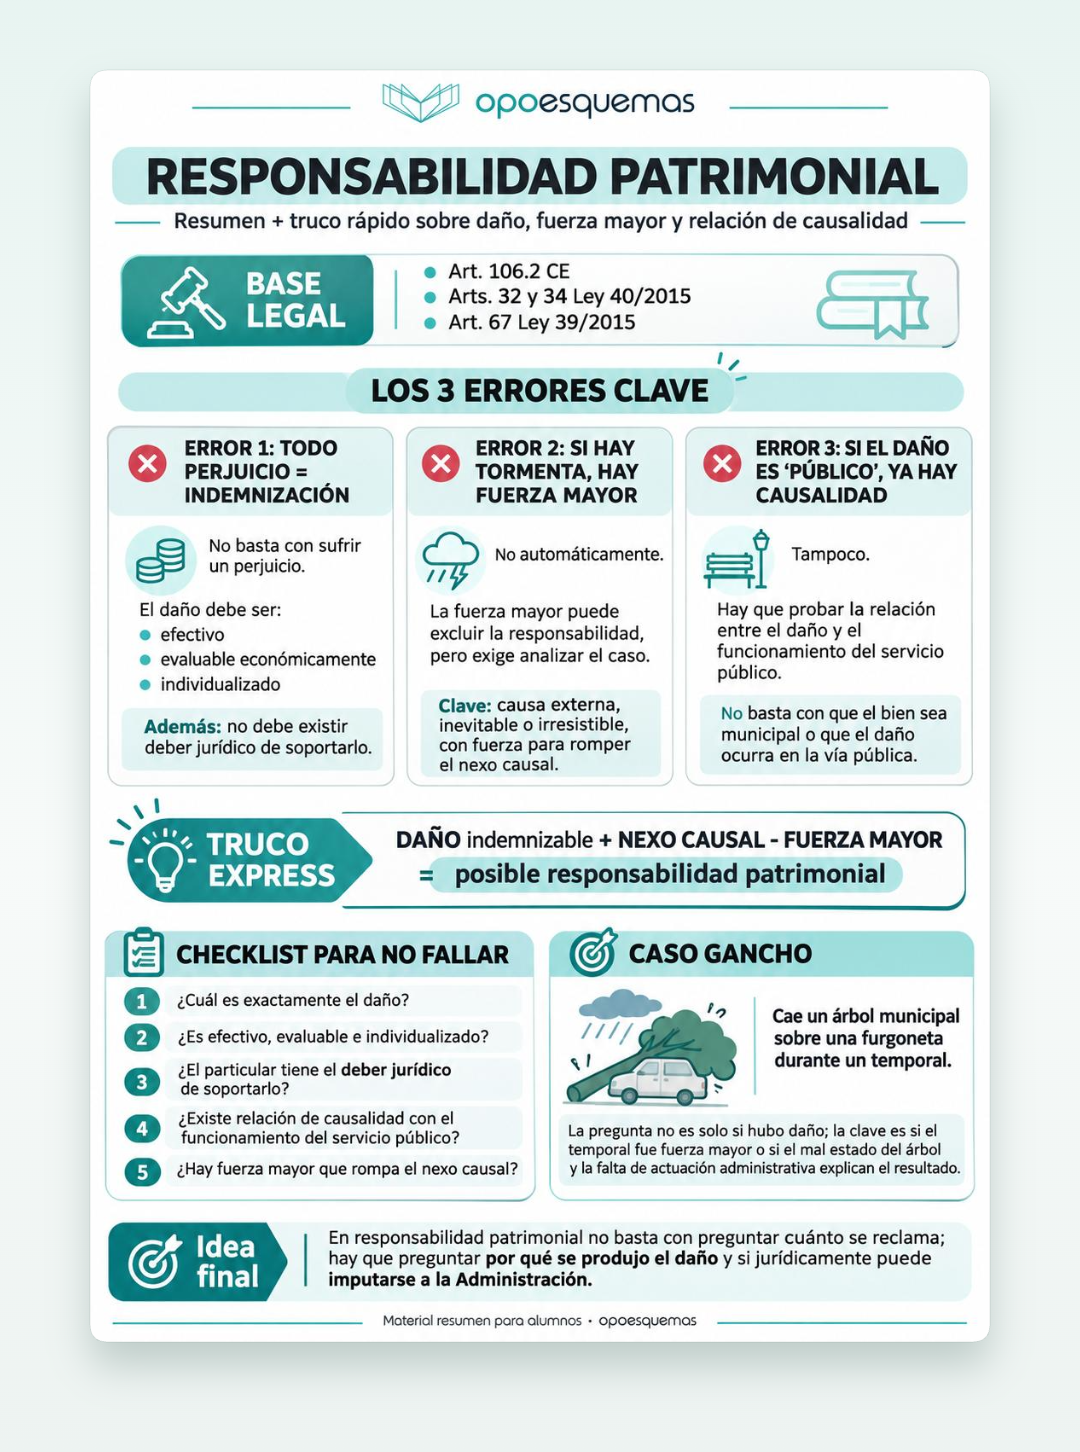 opoesquemas
RESPONSABILIDAD PATRIMONIAL
Resumen + truco rápido sobre daño, fuerza mayor y relación de causalidad
BASE
LEGAL
Art. 106.2 CE
Arts. 32 y 34 Ley 40/2015
Art. 67 Ley 39/2015
LOS 3 ERRORES CLAVE
ERROR 1: TODO
PERJUICIO =
INDEMNIZACIÓN
No basta con sufrir
un perjuicio.
El daño debe ser:
efectivo
evaluable económicamente
individualizado
Además: no debe existir
deber jurídico de soportarlo.
ERROR 2: SI HAY
TORMENTA, HAY
FUERZA MAYOR
No automáticamente.
La fuerza mayor puede
excluir la responsabilidad,
pero exige analizar el caso.
Clave: causa externa,
inevitable o irresistible,
con fuerza para romper
el nexo causal.
ERROR 3: SI EL DAÑO
ES ‘PÚBLICO’, YA HAY
CAUSALIDAD
Tampoco.
Hay que probar la relación
entre el daño y el
funcionamiento del servicio
público.
No basta con que el bien sea
municipal o que el daño
ocurra en la vía pública.
TRUCO
EXPRESS
DAÑO indemnizable + NEXO CAUSAL - FUERZA MAYOR
= posible responsabilidad patrimonial
CHECKLIST PARA NO FALLAR
1 ¿Cuál es exactamente el daño?
2 ¿Es efectivo, evaluable e individualizado?
3 ¿El particular tiene el deber jurídico
de soportarlo?
4 ¿Existe relación de causalidad con el
funcionamiento del servicio público?
5 ¿Hay fuerza mayor que rompa el nexo causal?
CASO GANCHO
Cae un árbol municipal
sobre una furgoneta
durante un temporal.
La pregunta no es solo si hubo daño; la clave es si el
temporal fue fuerza mayor o si el mal estado del árbol
y la falta de actuación administrativa explican el resultado.
Idea
final
En responsabilidad patrimonial no basta con preguntar cuánto se reclama;
hay que preguntar por qué se produjo el daño y si jurídicamente puede
imputarse a la Administración.
Material resumen para alumnos • opoesquemas